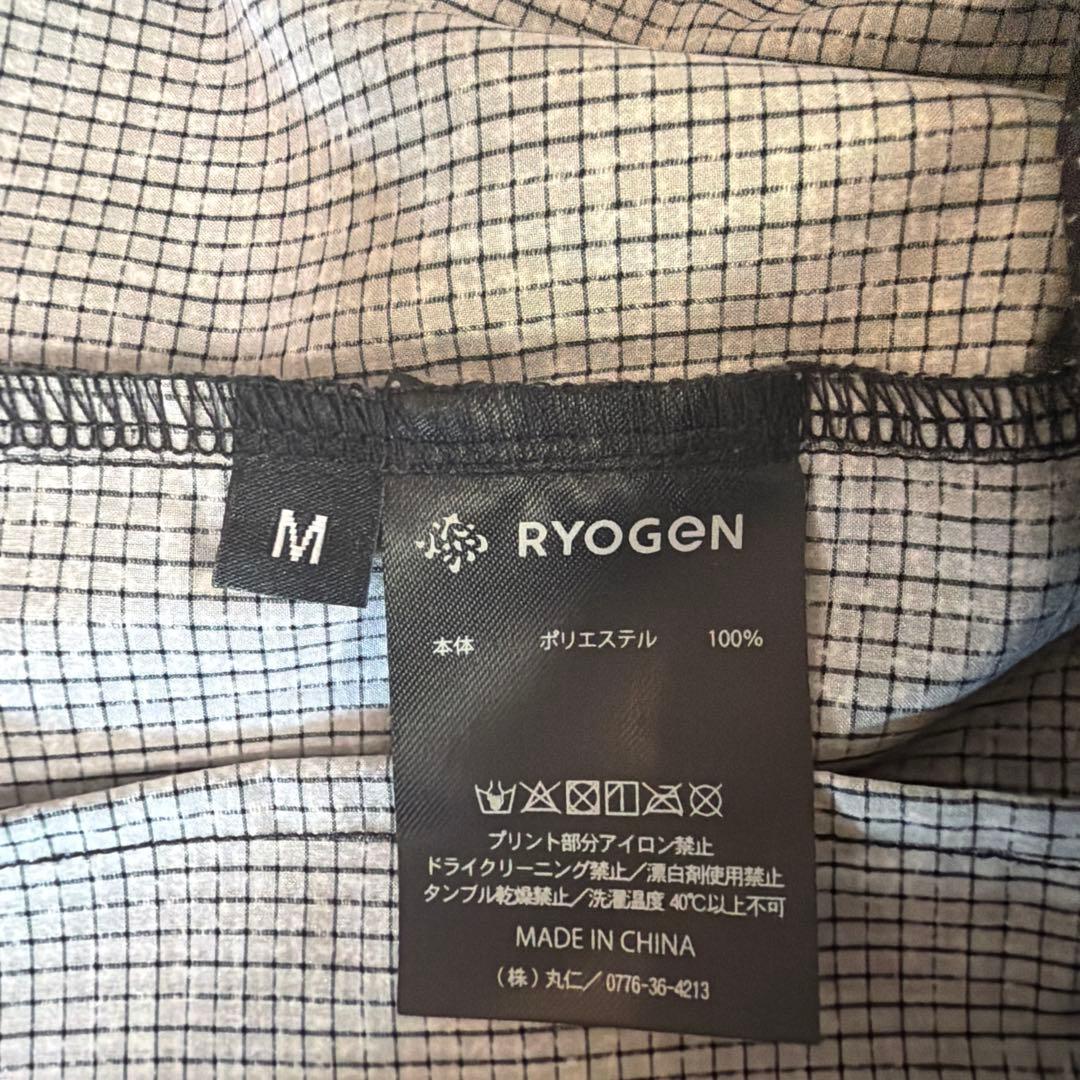 M
RYOGEN
本体 ポリエステル 100%
プリント部分アイロン禁止
ドライクリーニング禁止／漂白剤使用禁止
タンブル乾燥禁止／洗濯温度 40℃以上不可
MADE IN CHINA
（株）丸仁／0776-36-4213